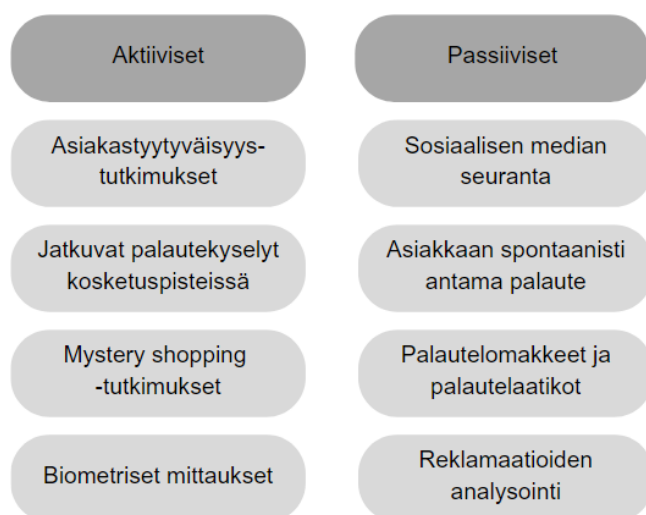 Aktiiviset
Passiiviset
Asiakastyytyväisyys-
tutkimukset
Sosiaalisen median
seuranta
Jatkuvat palautekyselyt
kosketuspisteissä
Asiakkaan spontaanisti
antama palaute
Mystery shopping
-tutkimukset
Palautelomakkeet ja
palautelaatikot
Biometriset mittaukset
Reklamaatioiden
analysointi